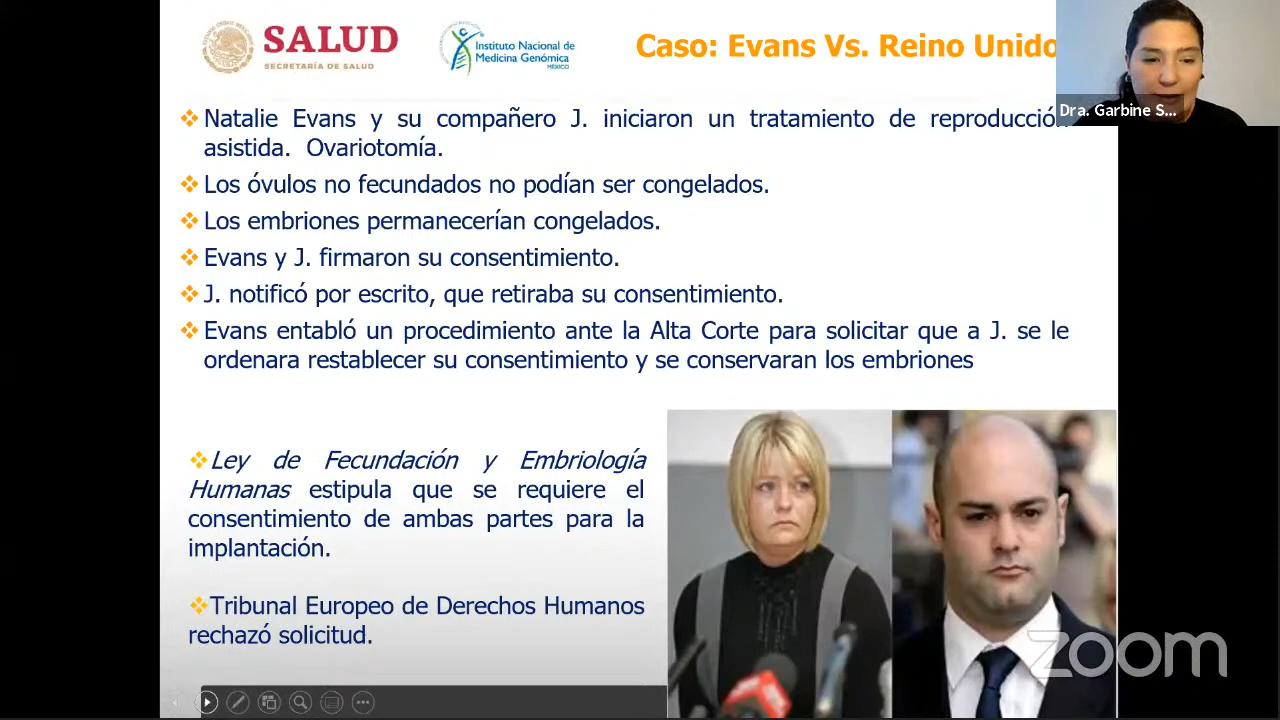 SALUD
SECRETARÍA DE SALUD
Instituto Nacional de
Medicina Genómica
MÉXICO
Caso: Evans Vs. Reino Unido
Dra. Garbine S...
Natalie Evans y su compañero J. iniciaron un tratamiento de reproducción
asistida. Ovariotomía.
Los óvulos no fecundados no podían ser congelados.
Los embriones permanecerían congelados.
Evans y J. firmaron su consentimiento.
J. notificó por escrito, que retiraba su consentimiento.
Evans entabló un procedimiento ante la Alta Corte para solicitar que a J. se le
ordenara restablecer su consentimiento y se conservaran los embriones
Ley de Fecundación y Embriología
Humanas estipula que se requiere el
consentimiento de ambas partes para la
implantación.
Tribunal Europeo de Derechos Humanos
rechazó solicitud.
zoom